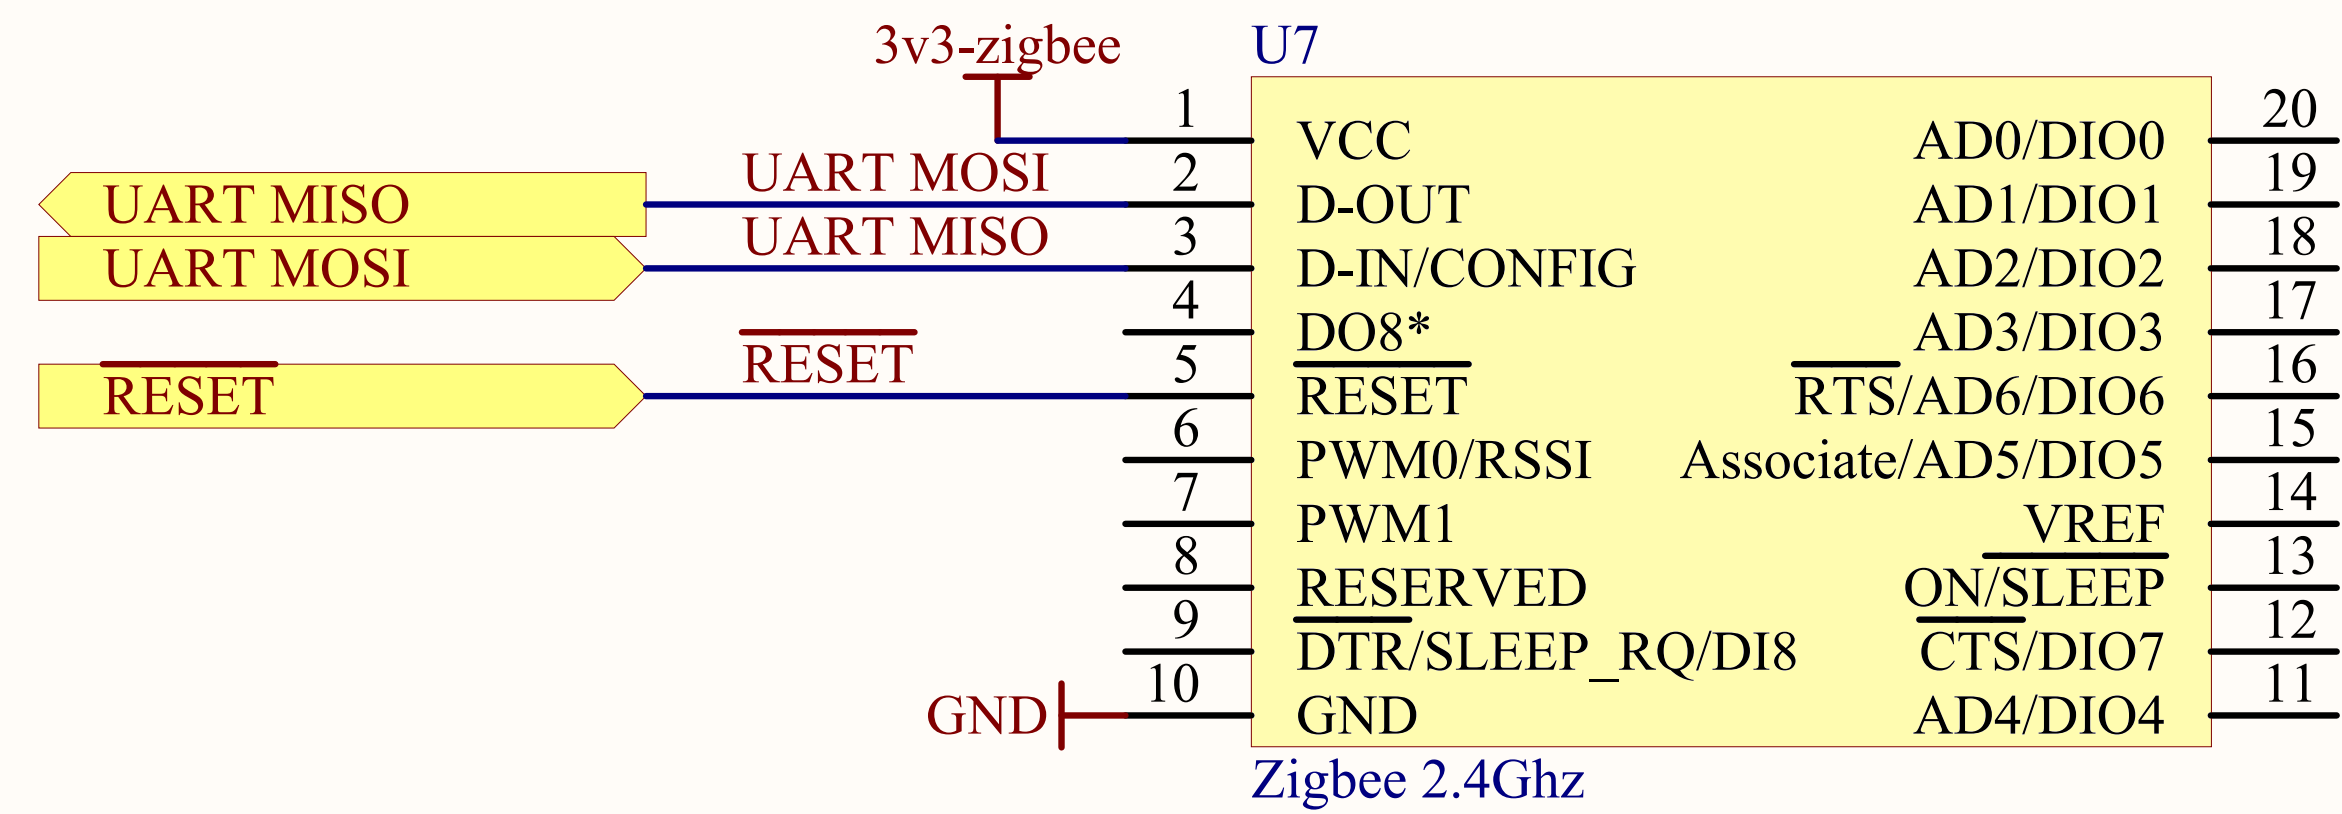 3v3-zigbee
U7
1 VCC AD0/DIO0 20
UART MISO UART MOSI 2 D-OUT AD1/DIO1 19
UART MOSI UART MISO 3 D-IN/CONFIG AD2/DIO2 18
4 DO8* AD3/DIO3 17
RESET RESET 5 RESET RTS/AD6/DIO6 16
6 PWM0/RSSI Associate/AD5/DIO5 15
7 PWM1 VREF 14
8 RESERVED ON/SLEEP 13
9 DTR/SLEEP_RQ/DI8 CTS/DIO7 12
GND 10 GND AD4/DIO4 11
Zigbee 2.4Ghz